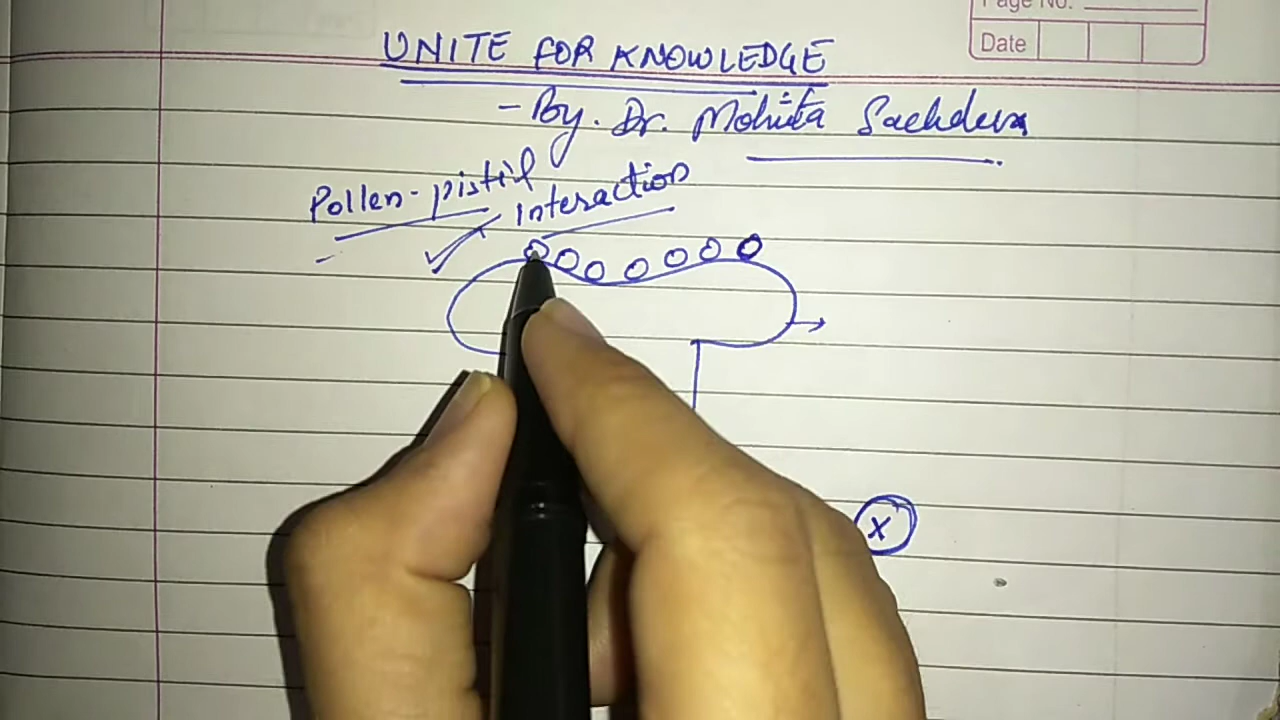 Page No.
Date
UNITE FOR KNOWLEDGE
- By. Dr. Mohita Sachdeva
Pollen-pistil
interaction
x